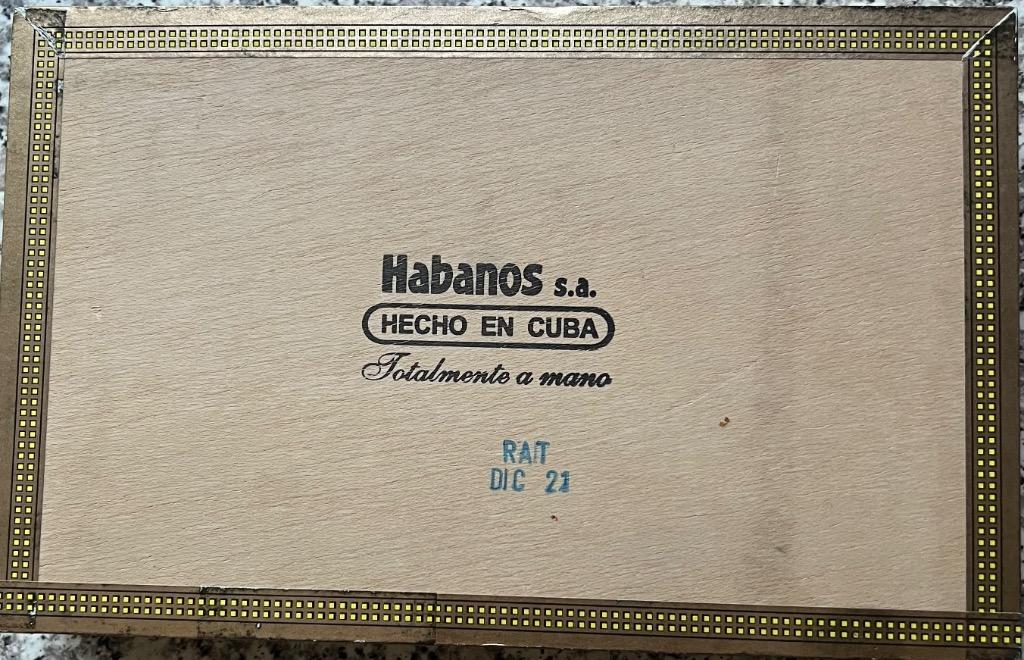 Habanos s.a.
HECHO EN CUBA
Totalmente a mano
RAT
DIC 21